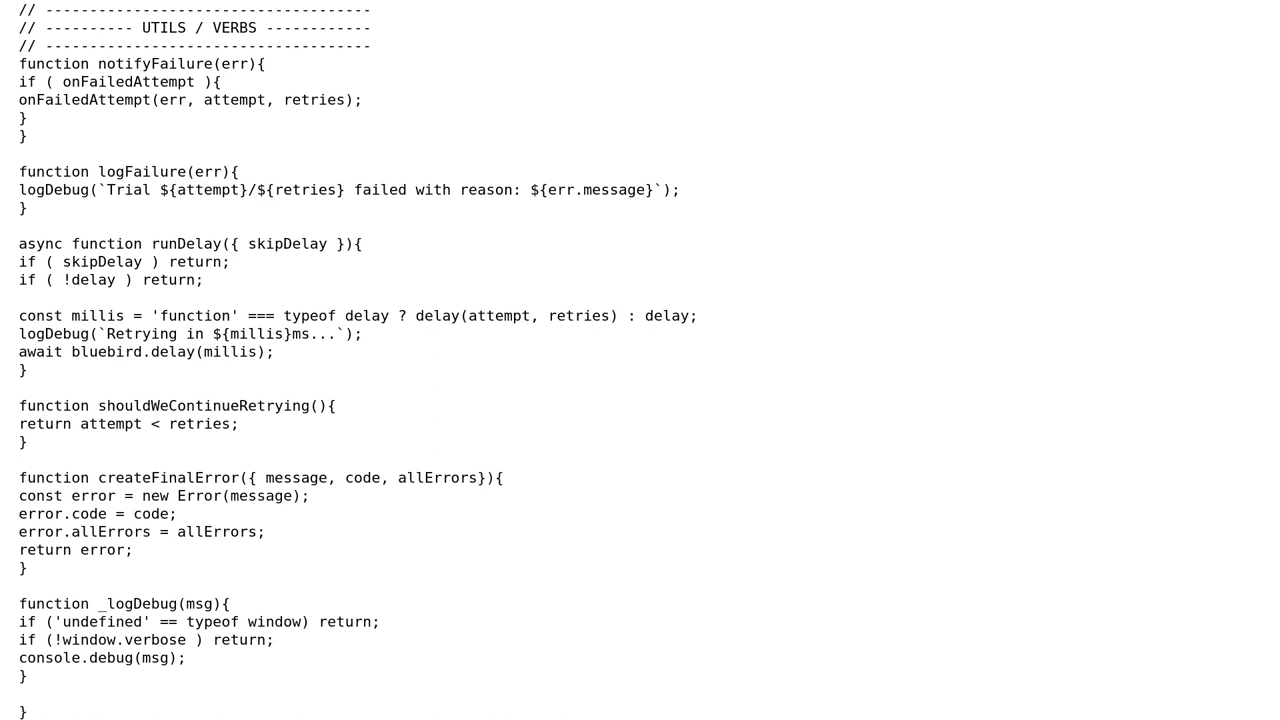 // -------------------------------------
// ---------- UTILS / VERBS ------------
// -------------------------------------
function notifyFailure(err){
if ( onFailedAttempt ){
onFailedAttempt(err, attempt, retries);
}
}

function logFailure(err){
logDebug(`Trial ${attempt}/${retries} failed with reason: ${err.message}`);
}

async function runDelay({ skipDelay }){
if ( skipDelay ) return;
if ( !delay ) return;

const millis = 'function' === typeof delay ? delay(attempt, retries) : delay;
logDebug(`Retrying in ${millis}ms...`);
await bluebird.delay(millis);
}

function shouldWeContinueRetrying(){
return attempt < retries;
}

function createFinalError({ message, code, allErrors}){
const error = new Error(message);
error.code = code;
error.allErrors = allErrors;
return error;
}

function _logDebug(msg){
if ('undefined' == typeof window) return;
if (!window.verbose ) return;
console.debug(msg);
}

}